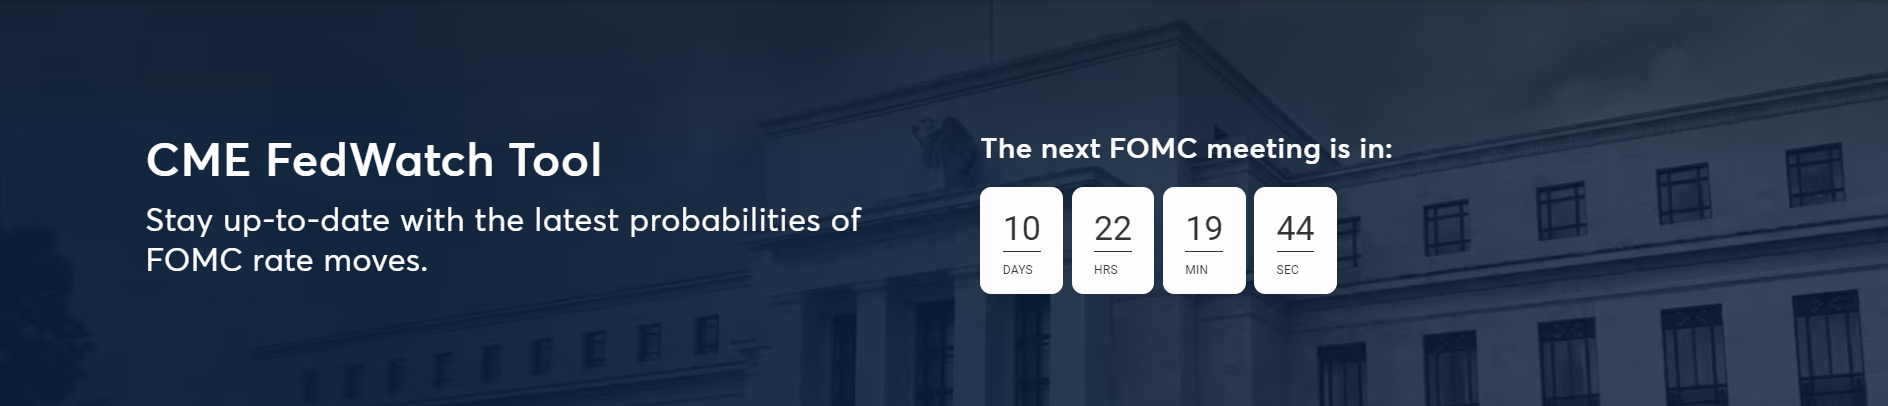 CME FedWatch Tool
Stay up-to-date with the latest probabilities of
FOMC rate moves.
The next FOMC meeting is in:
10 22 19 44
DAYS HRS MIN SEC